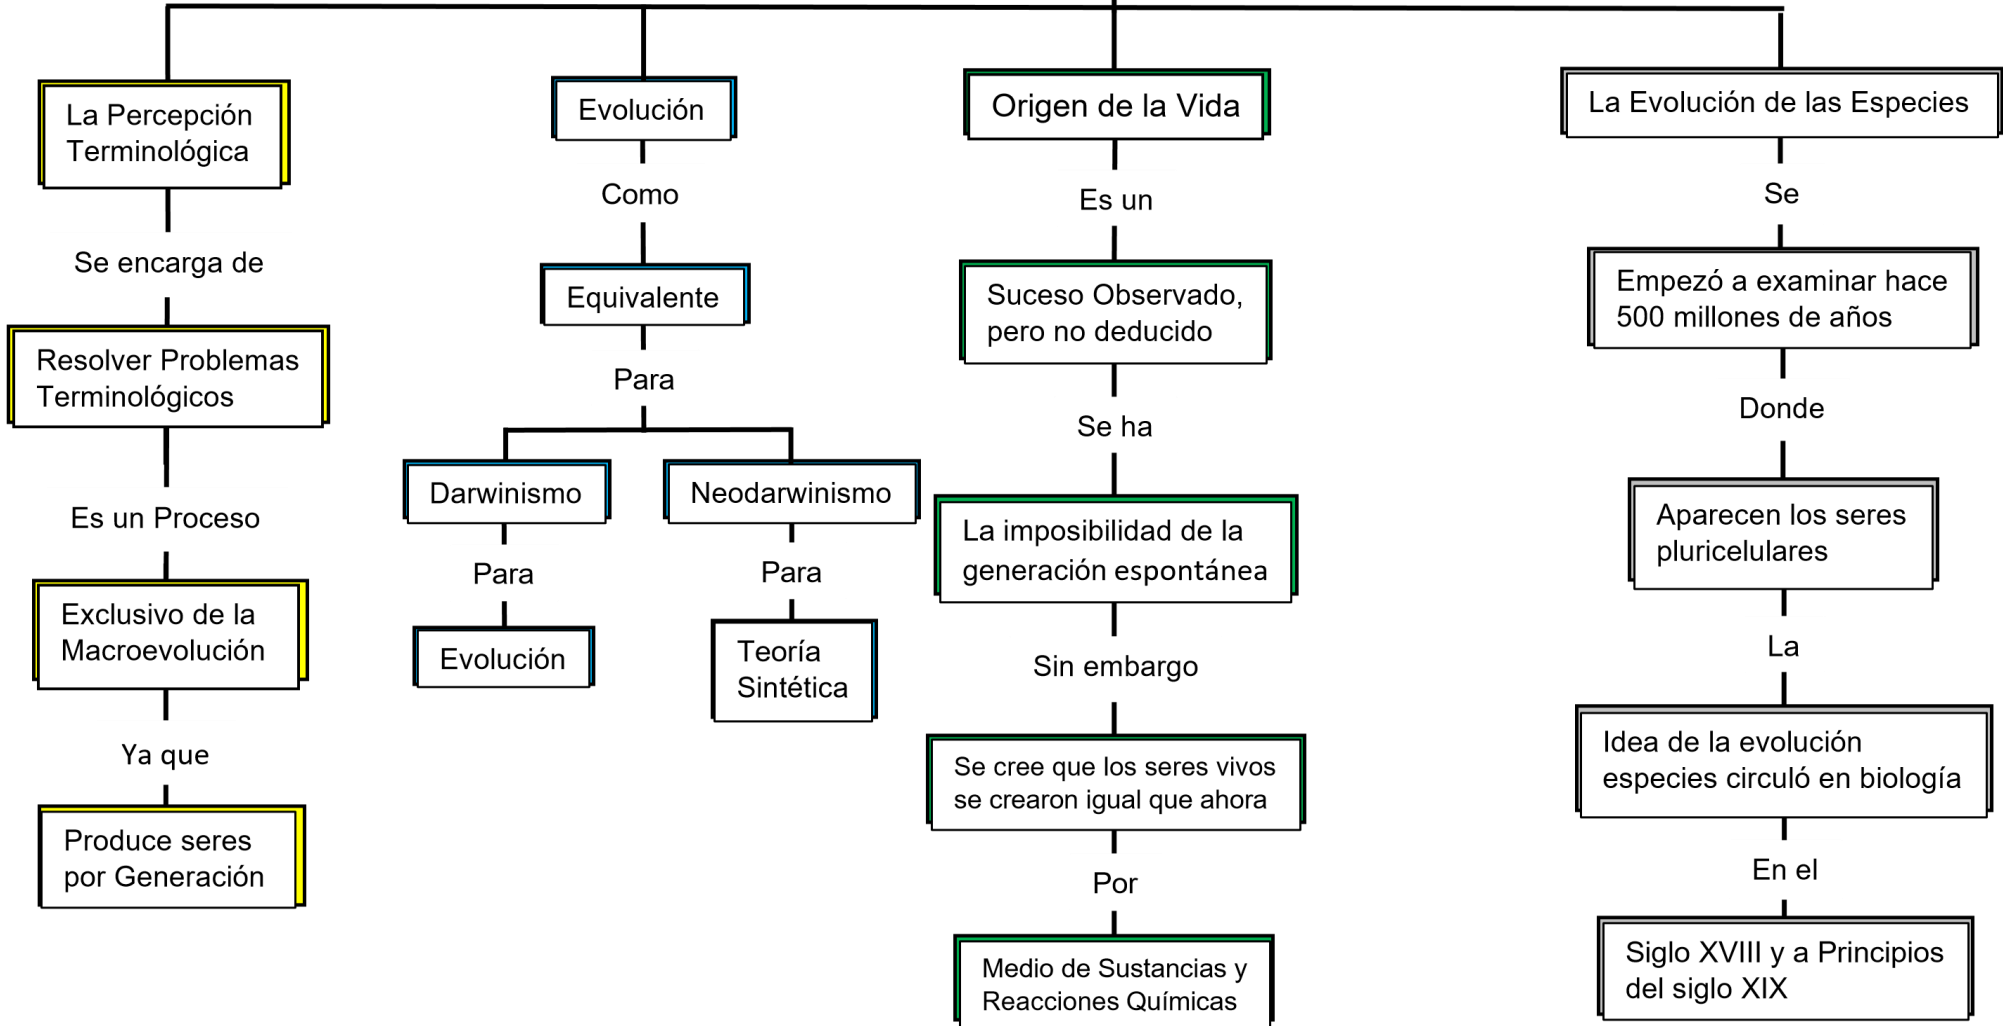 La Percepción
Terminológica
Se encarga de
Resolver Problemas
Terminológicos
Es un Proceso
Exclusivo de la
Macroevolución
Ya que
Produce seres
por Generación
Evolución
Como
Equivalente
Para
Darwinismo
Para
Evolución
Neodarwinismo
Para
Teoría
Sintética
Origen de la Vida
Es un
Suceso Observado,
pero no deducido
Se ha
La imposibilidad de la
generación espontánea
Sin embargo
Se cree que los seres vivos
se crearon igual que ahora
Por
Medio de Sustancias y
Reacciones Químicas
La Evolución de las Especies
Se
Empezó a examinar hace
500 millones de años
Donde
Aparecen los seres
pluricelulares
La
Idea de la evolución
especies circuló en biología
En el
Siglo XVIII y a Principios
del siglo XIX